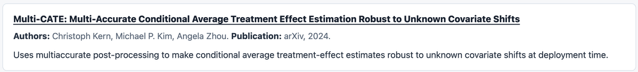 Multi-CATE: Multi-Accurate Conditional Average Treatment Effect Estimation Robust to Unknown Covariate Shifts
Authors: Christoph Kern, Michael P. Kim, Angela Zhou. Publication: arXiv, 2024.
Uses multiaccurate post-processing to make conditional average treatment-effect estimates robust to unknown covariate shifts at deployment time.